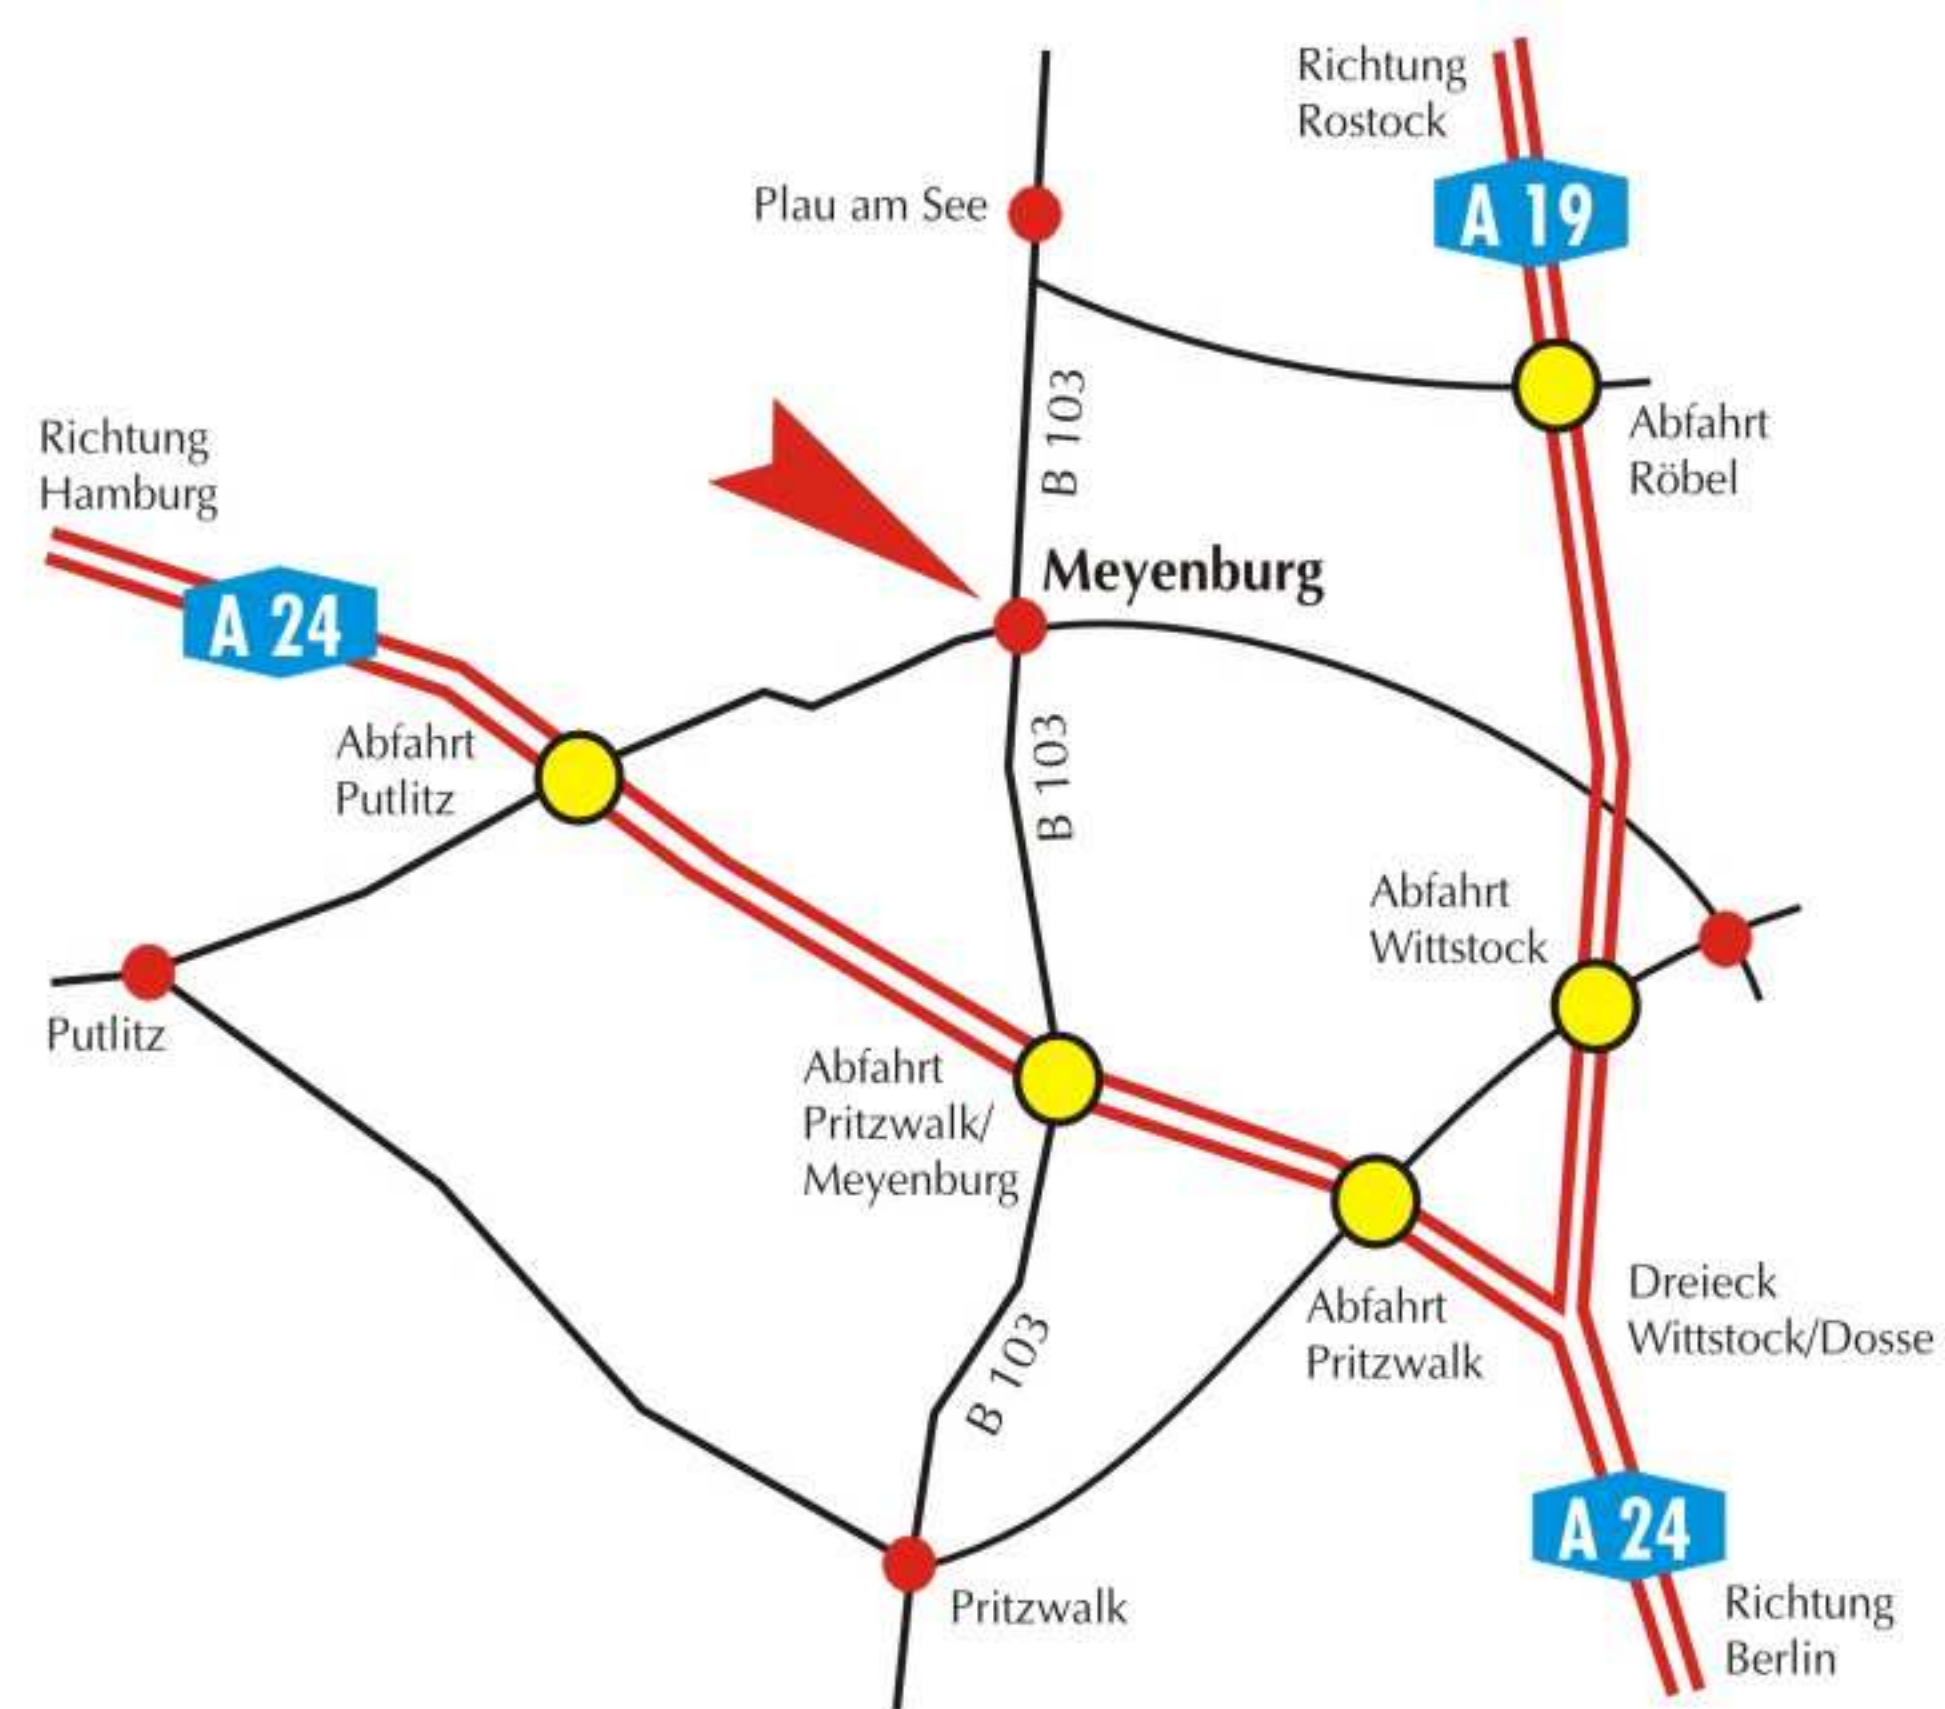 Richtung
Rostock
A 19
Plau am See
B 103
Abfahrt
Röbel
Richtung
Hamburg
A 24
Meyenburg
Abfahrt
Putlitz
B 103
Abfahrt
Wittstock
Putlitz
Abfahrt
Pritzwalk/
Meyenburg
Dreieck
Wittstock/Dosse
Abfahrt
Pritzwalk
B 103
A 24
Pritzwalk
Richtung
Berlin